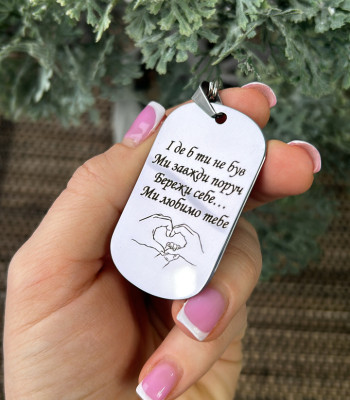 І де б ти не був
Ми завжди поруч
Бережи себе...
Ми любимо тебе